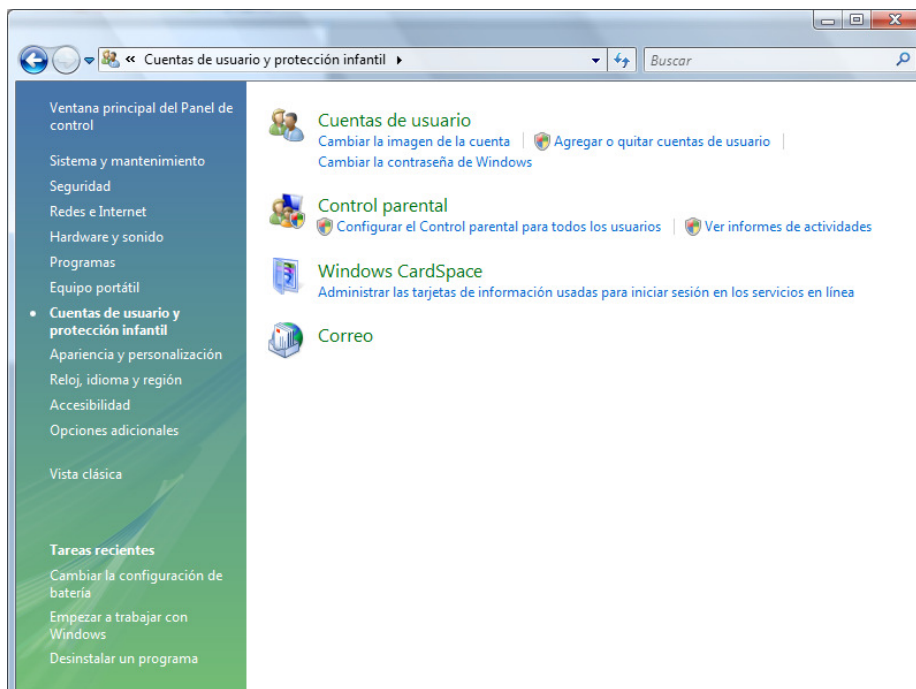 « Cuentas de usuario y protección infantil
Buscar
Ventana principal del Panel de
control
Sistema y mantenimiento
Seguridad
Redes e Internet
Hardware y sonido
Programas
Equipo portátil
Cuentas de usuario y
protección infantil
Apariencia y personalización
Reloj, idioma y región
Accesibilidad
Opciones adicionales
Vista clásica
Tareas recientes
Cambiar la configuración de
batería
Empezar a trabajar con
Windows
Desinstalar un programa
Cuentas de usuario
Cambiar la imagen de la cuenta | Agregar o quitar cuentas de usuario |
Cambiar la contraseña de Windows
Control parental
Configurar el Control parental para todos los usuarios | Ver informes de actividades
Windows CardSpace
Administrar las tarjetas de información usadas para iniciar sesión en los servicios en línea
Correo